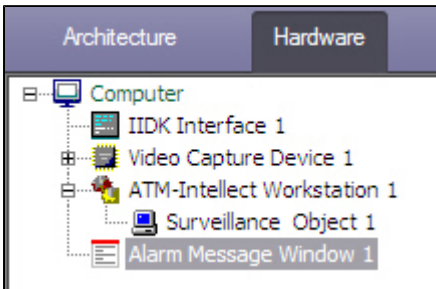 Architecture Hardware
Computer
IIDK Interface 1
Video Capture Device 1
ATM-Intellect Workstation 1
Surveillance Object 1
Alarm Message Window 1